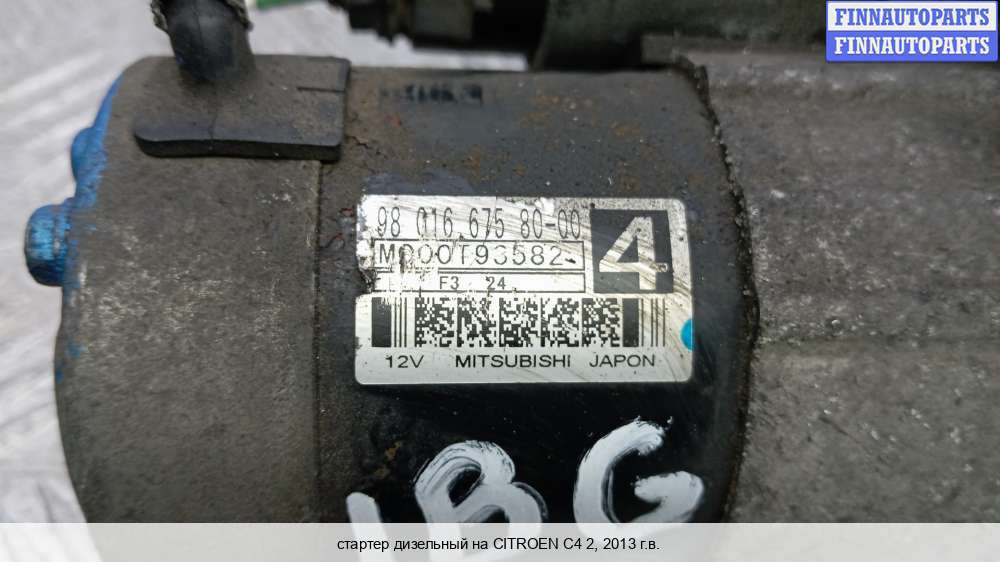 FINNAUTOPARTS
FINNAUTOPARTS
98 016 675 80-00
4
M000T93582
F3 24
12V MITSUBISHI JAPON
1BG
стартер дизельный на CITROEN C4 2, 2013 г.в.